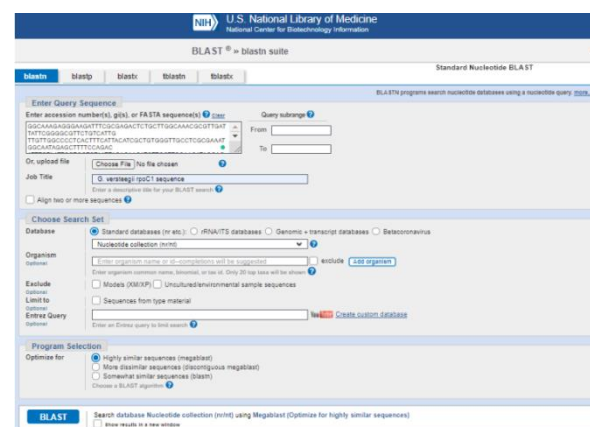 NIH U.S. National Library of Medicine
National Center for Biotechnology Information
BLAST ® » blastn suite
Standard Nucleotide BLAST
blastn blastp blastx tblastn tblastx
BLASTN programs search nucleotide databases using a nucleotide query. more...
Enter Query Sequence
Enter accession number(s), gi(s), or FASTA sequence(s) Clear Query subrange
GGCAAAGAGGGAAGATTTCGCGAGACTCTGCTTGGCAAACGCGTTGAT
TATTCGGGGCGTTCTGTCATTG
TTGTTGGCCCCTCACTTTCATTACATCGCTGTGGGTTGCCTCGCGAAAT
GGCAATAGAGCTTTTCCAGAC
From
To
Or, upload file Choose File No file chosen
Job Title O. versteegii rpoC1 sequence
Enter a descriptive title for your BLAST search
Align two or more sequences
Choose Search Set
Database Standard databases (nr etc.): rRNA/ITS databases Genomic + transcript databases Betacoronavirus
Nucleotide collection (nr/nt)
Organism
Optional
Enter organism name or id--completions will be suggested exclude Add organism
Enter organism common name, binomial, or tax id. Only 20 top taxa will be shown
Exclude
Optional
Models (XM/XP) Uncultured/environmental sample sequences
Limit to
Optional
Sequences from type material
Entrez Query
Optional
Create custom database
Enter an Entrez query to limit search
Program Selection
Optimize for Highly similar sequences (megablast)
More dissimilar sequences (discontiguous megablast)
Somewhat similar sequences (blastn)
Choose a BLAST algorithm
BLAST Search database Nucleotide collection (nr/nt) using Megablast (Optimize for highly similar sequences)
Show results in a new window